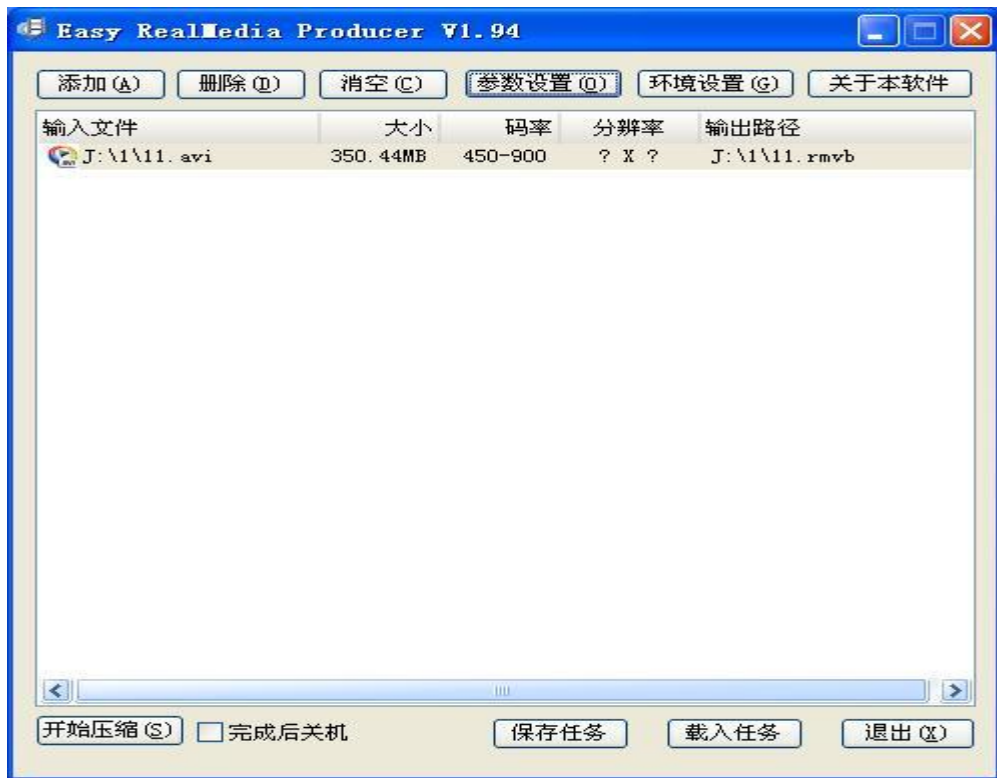 Easy RealMedia Producer V1.94
添加(A) 删除(D) 消空(C) 参数设置(O) 环境设置(G) 关于本软件
输入文件 大小 码率 分辨率 输出路径
J:\1\11.avi 350.44MB 450-900 ? X ? J:\1\11.rmvb
开始压缩(S) 完成后关机 保存任务 载入任务 退出(X)